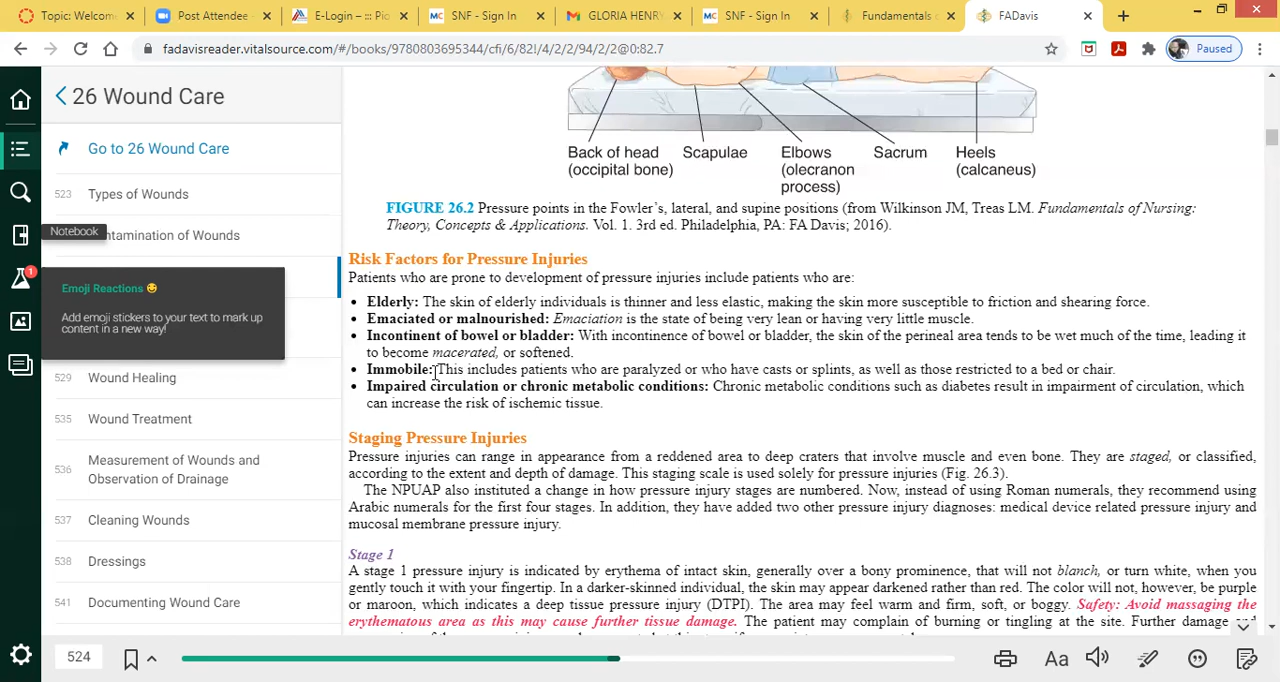 Topic: Welcome
Post Attendee -
E-Login – ::: Pio
SNF - Sign In
GLORIA HENRY
SNF - Sign In
Fundamentals o
FADavis
fadavisreader.vitalsource.com/#/books/9780803695344/cfi/6/82!/4/2/2/94/2/2@0:82.7
Paused
26 Wound Care
Go to 26 Wound Care
523 Types of Wounds
Notebook
ntamination of Wounds
Emoji Reactions 😄
Add emoji stickers to your text to mark up
content in a new way!
1
529 Wound Healing
535 Wound Treatment
536 Measurement of Wounds and
Observation of Drainage
537 Cleaning Wounds
538 Dressings
541 Documenting Wound Care
Back of head
(occipital bone)
Scapulae
Elbows
(olecranon
process)
Sacrum
Heels
(calcaneus)
FIGURE 26.2 Pressure points in the Fowler's, lateral, and supine positions (from Wilkinson JM, Treas LM. Fundamentals of Nursing:
Theory, Concepts & Applications. Vol. 1. 3rd ed. Philadelphia, PA: FA Davis; 2016).
Risk Factors for Pressure Injuries
Patients who are prone to development of pressure injuries include patients who are:
• Elderly: The skin of elderly individuals is thinner and less elastic, making the skin more susceptible to friction and shearing force.
• Emaciated or malnourished: Emaciation is the state of being very lean or having very little muscle.
• Incontinent of bowel or bladder: With incontinence of bowel or bladder, the skin of the perineal area tends to be wet much of the time, leading it
to become macerated, or softened.
• Immobile: This includes patients who are paralyzed or who have casts or splints, as well as those restricted to a bed or chair.
• Impaired circulation or chronic metabolic conditions: Chronic metabolic conditions such as diabetes result in impairment of circulation, which
can increase the risk of ischemic tissue.
Staging Pressure Injuries
Pressure injuries can range in appearance from a reddened area to deep craters that involve muscle and even bone. They are staged, or classified,
according to the extent and depth of damage. This staging scale is used solely for pressure injuries (Fig. 26.3).
The NPUAP also instituted a change in how pressure injury stages are numbered. Now, instead of using Roman numerals, they recommend using
Arabic numerals for the first four stages. In addition, they have added two other pressure injury diagnoses: medical device related pressure injury and
mucosal membrane pressure injury.
Stage 1
A stage 1 pressure injury is indicated by erythema of intact skin, generally over a bony prominence, that will not blanch, or turn white, when you
gently touch it with your fingertip. In a darker-skinned individual, the skin may appear darkened rather than red. The color will not, however, be purple
or maroon, which indicates a deep tissue pressure injury (DTPI). The area may feel warm and firm, soft, or boggy. Safety: Avoid massaging the
erythematous area as this may cause further tissue damage. The patient may complain of burning or tingling at the site. Further damage and
524
Aa